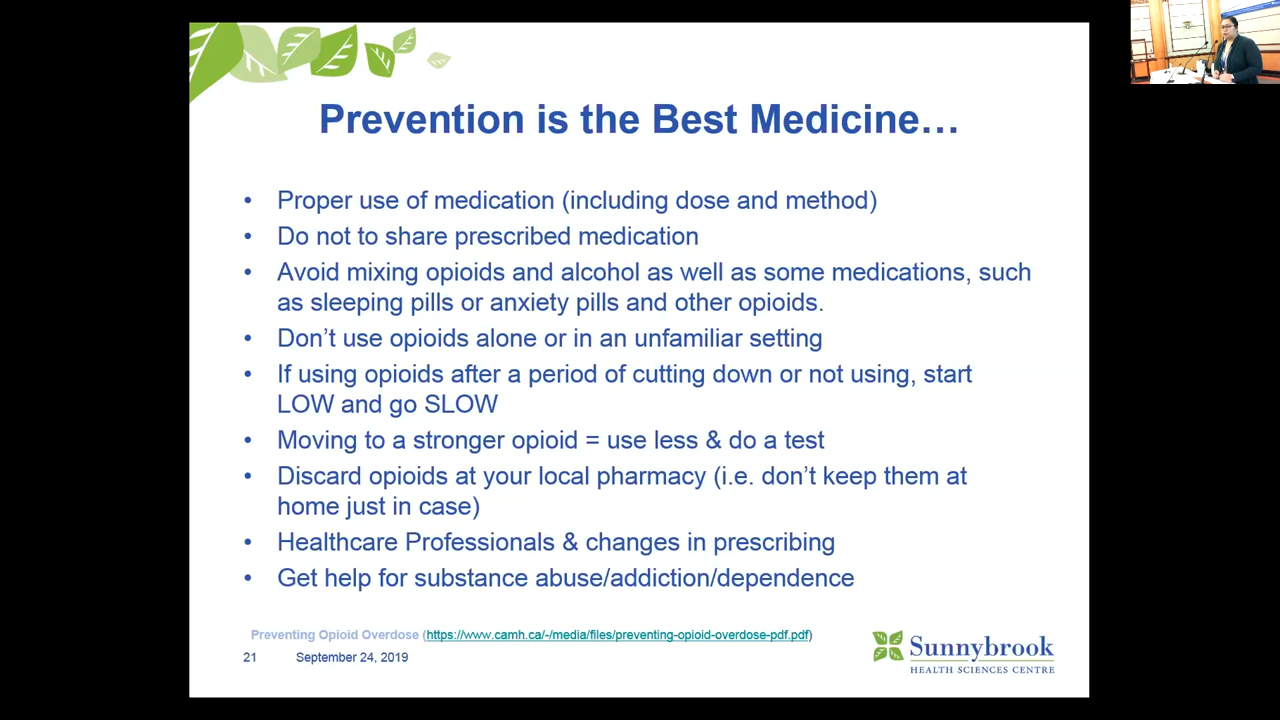 Prevention is the Best Medicine…
• Proper use of medication (including dose and method)
• Do not to share prescribed medication
• Avoid mixing opioids and alcohol as well as some medications, such
as sleeping pills or anxiety pills and other opioids.
• Don’t use opioids alone or in an unfamiliar setting
• If using opioids after a period of cutting down or not using, start
LOW and go SLOW
• Moving to a stronger opioid = use less & do a test
• Discard opioids at your local pharmacy (i.e. don’t keep them at
home just in case)
• Healthcare Professionals & changes in prescribing
• Get help for substance abuse/addiction/dependence
Preventing Opioid Overdose (https://www.camh.ca/-/media/files/preventing-opioid-overdose-pdf.pdf)
21 September 24, 2019
Sunnybrook
HEALTH SCIENCES CENTRE